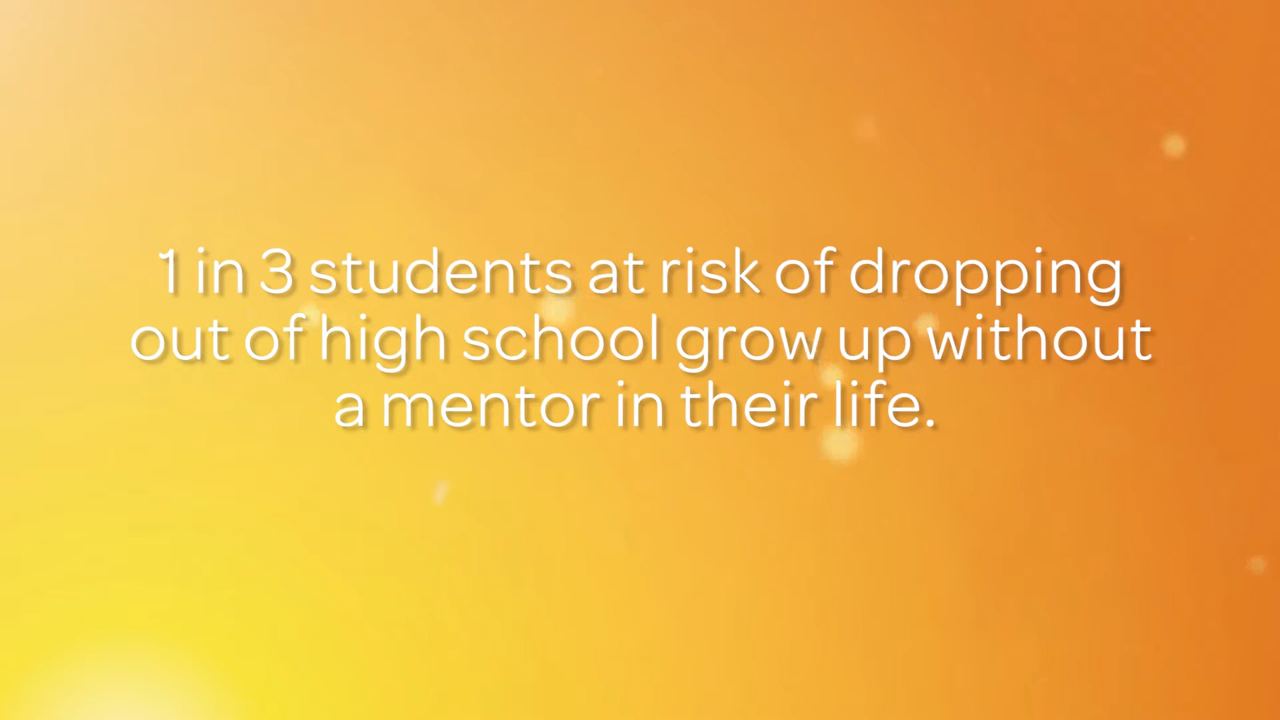 1 in 3 students at risk of dropping
out of high school grow up without
a mentor in their life.